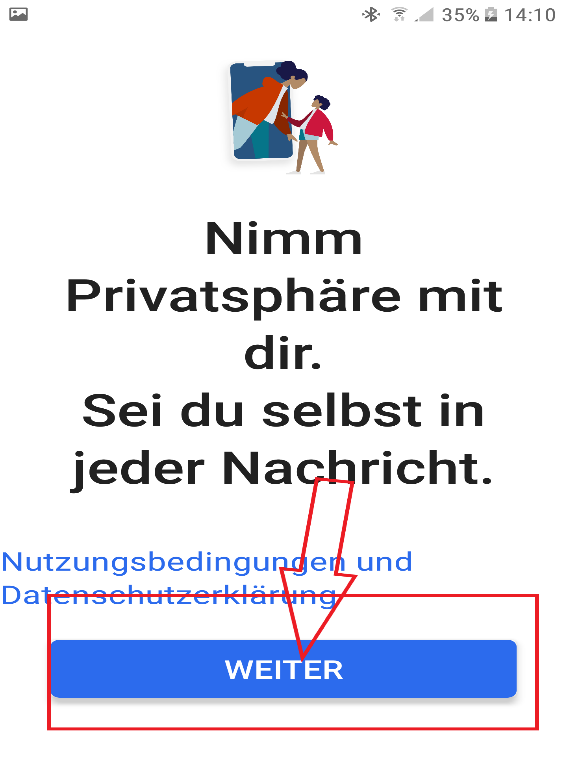 35% 14:10
Nimm
Privatsphäre mit
dir.
Sei du selbst in
jeder Nachricht.
Nutzungsbedingungen und
Datenschutzerklärung
WEITER